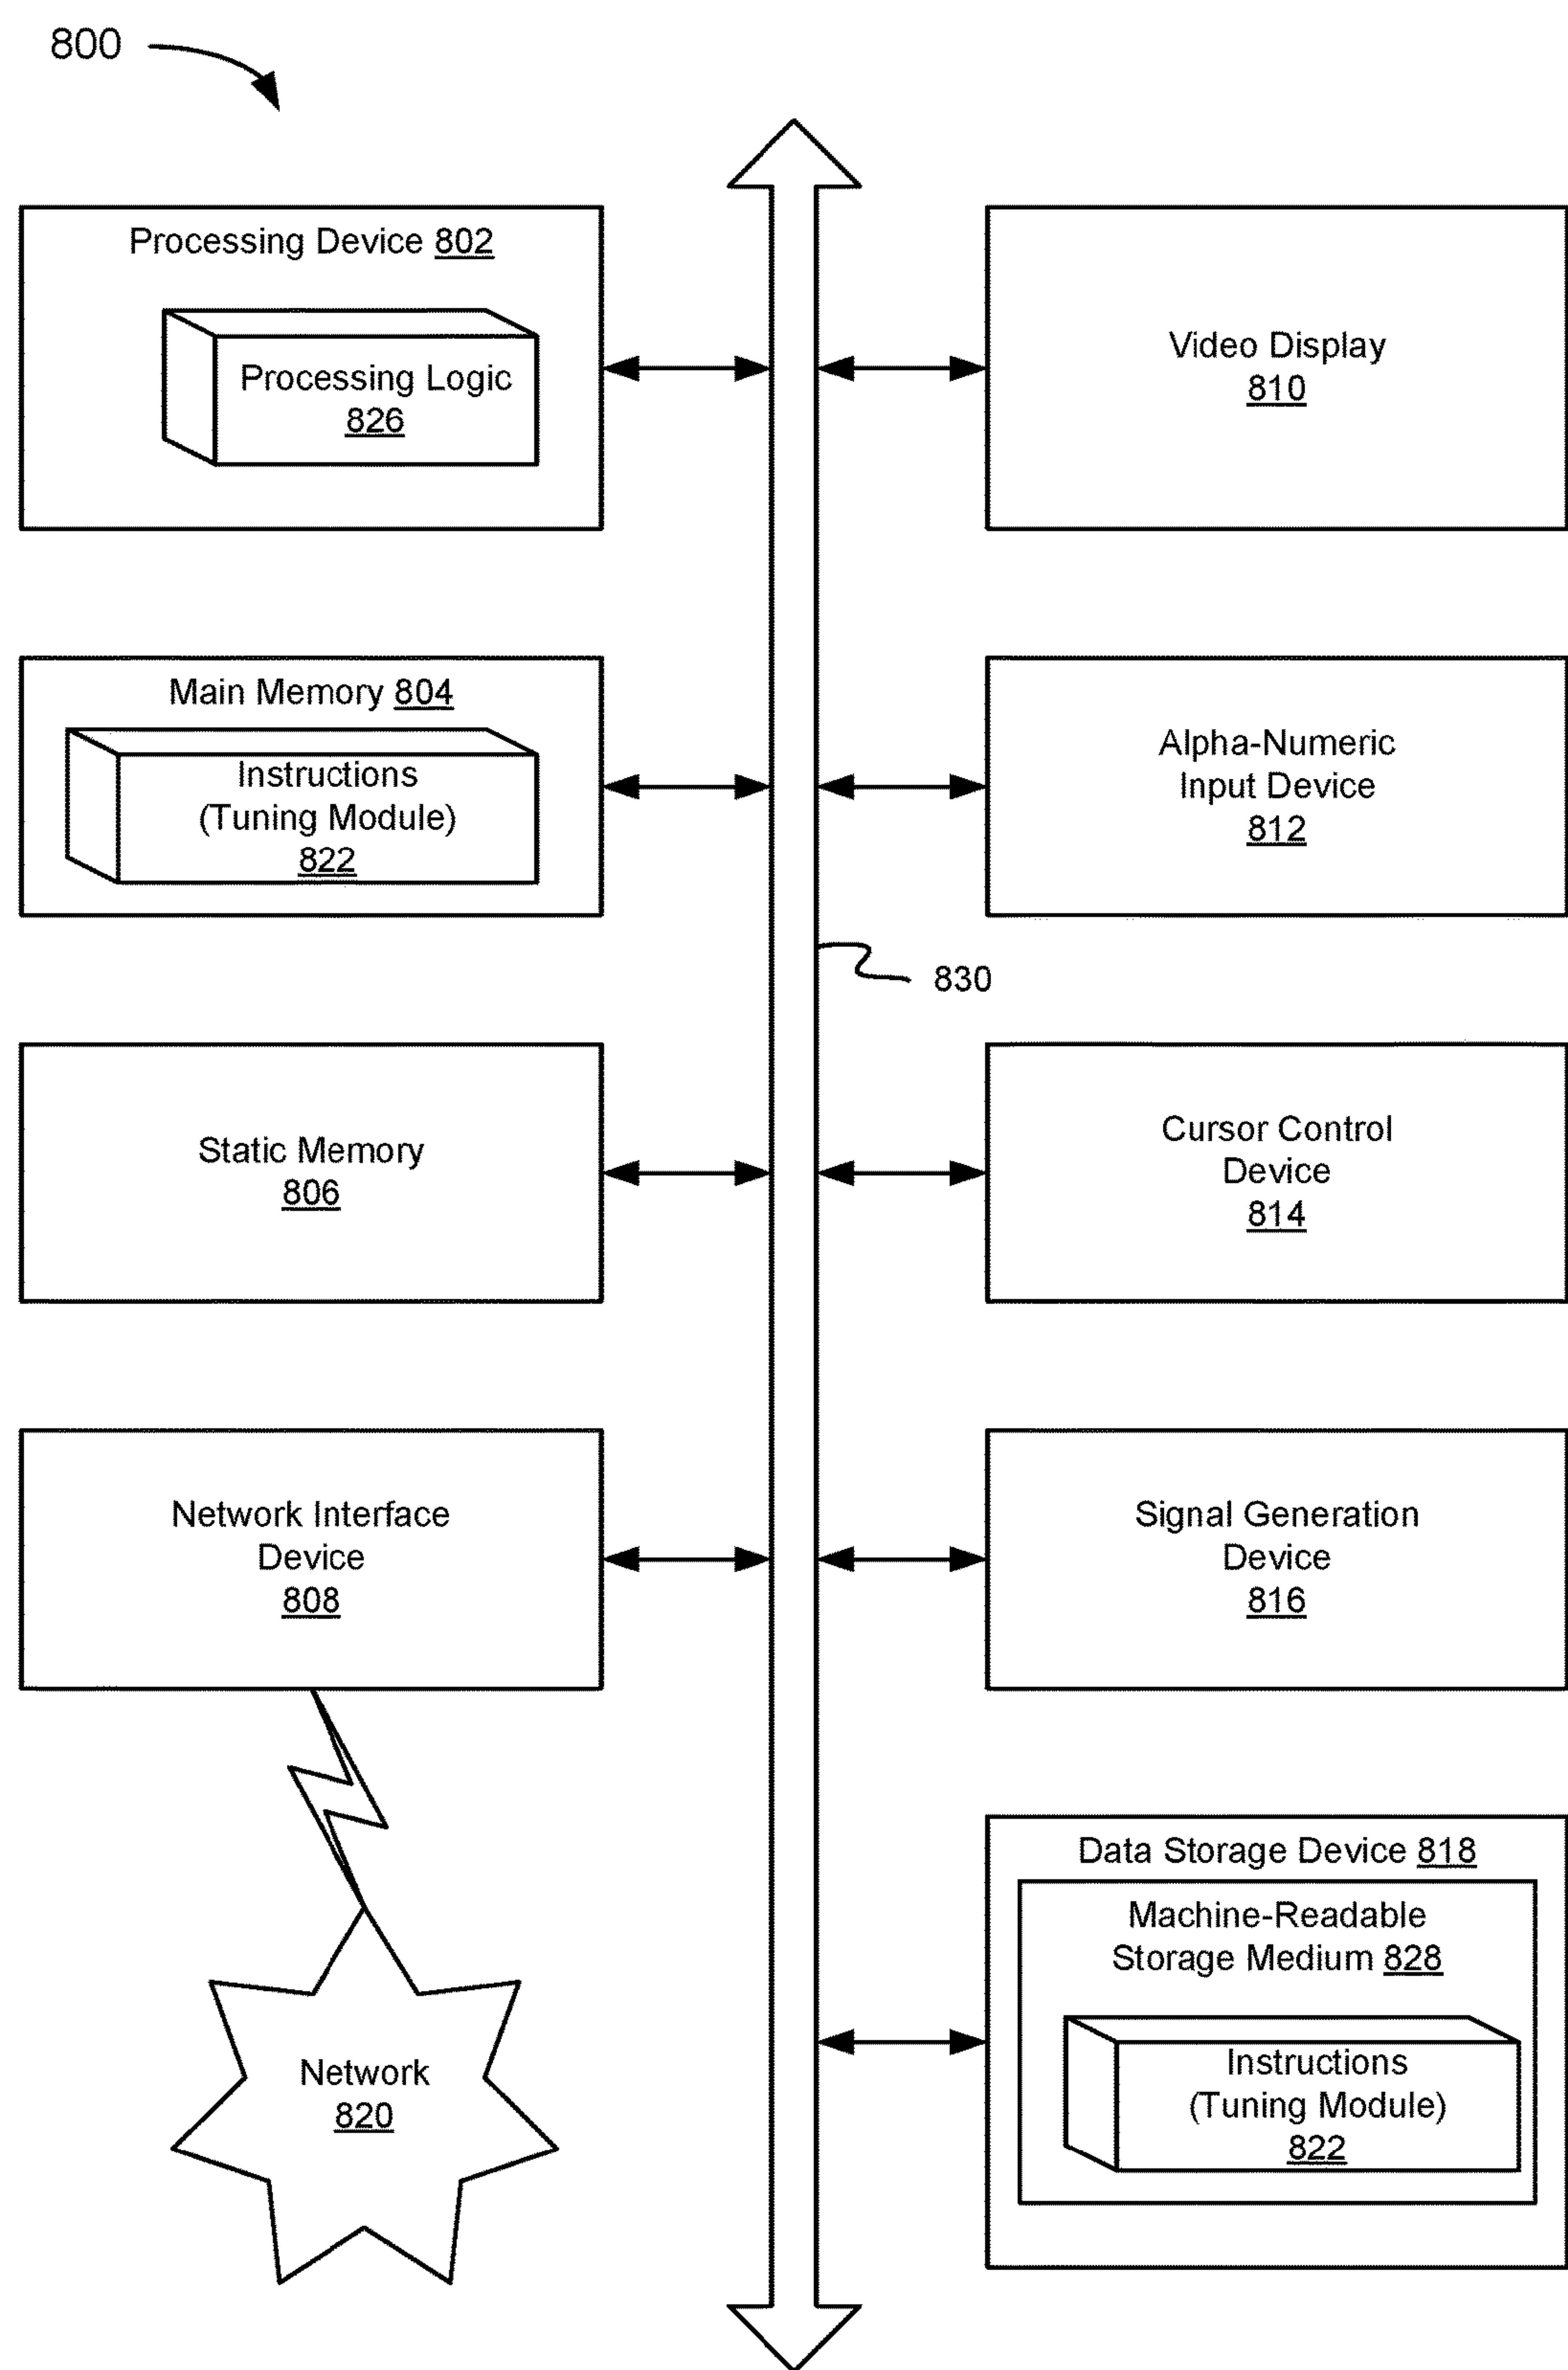 800
Processing Device 802
Processing Logic
826
Video Display
810
Main Memory 804
Instructions
(Tuning Module)
822
Alpha-Numeric
Input Device
812
830
Static Memory
806
Cursor Control
Device
814
Network Interface
Device
808
Signal Generation
Device
816
Data Storage Device 818
Machine-Readable
Storage Medium 828
Instructions
(Tuning Module)
822
Network
820